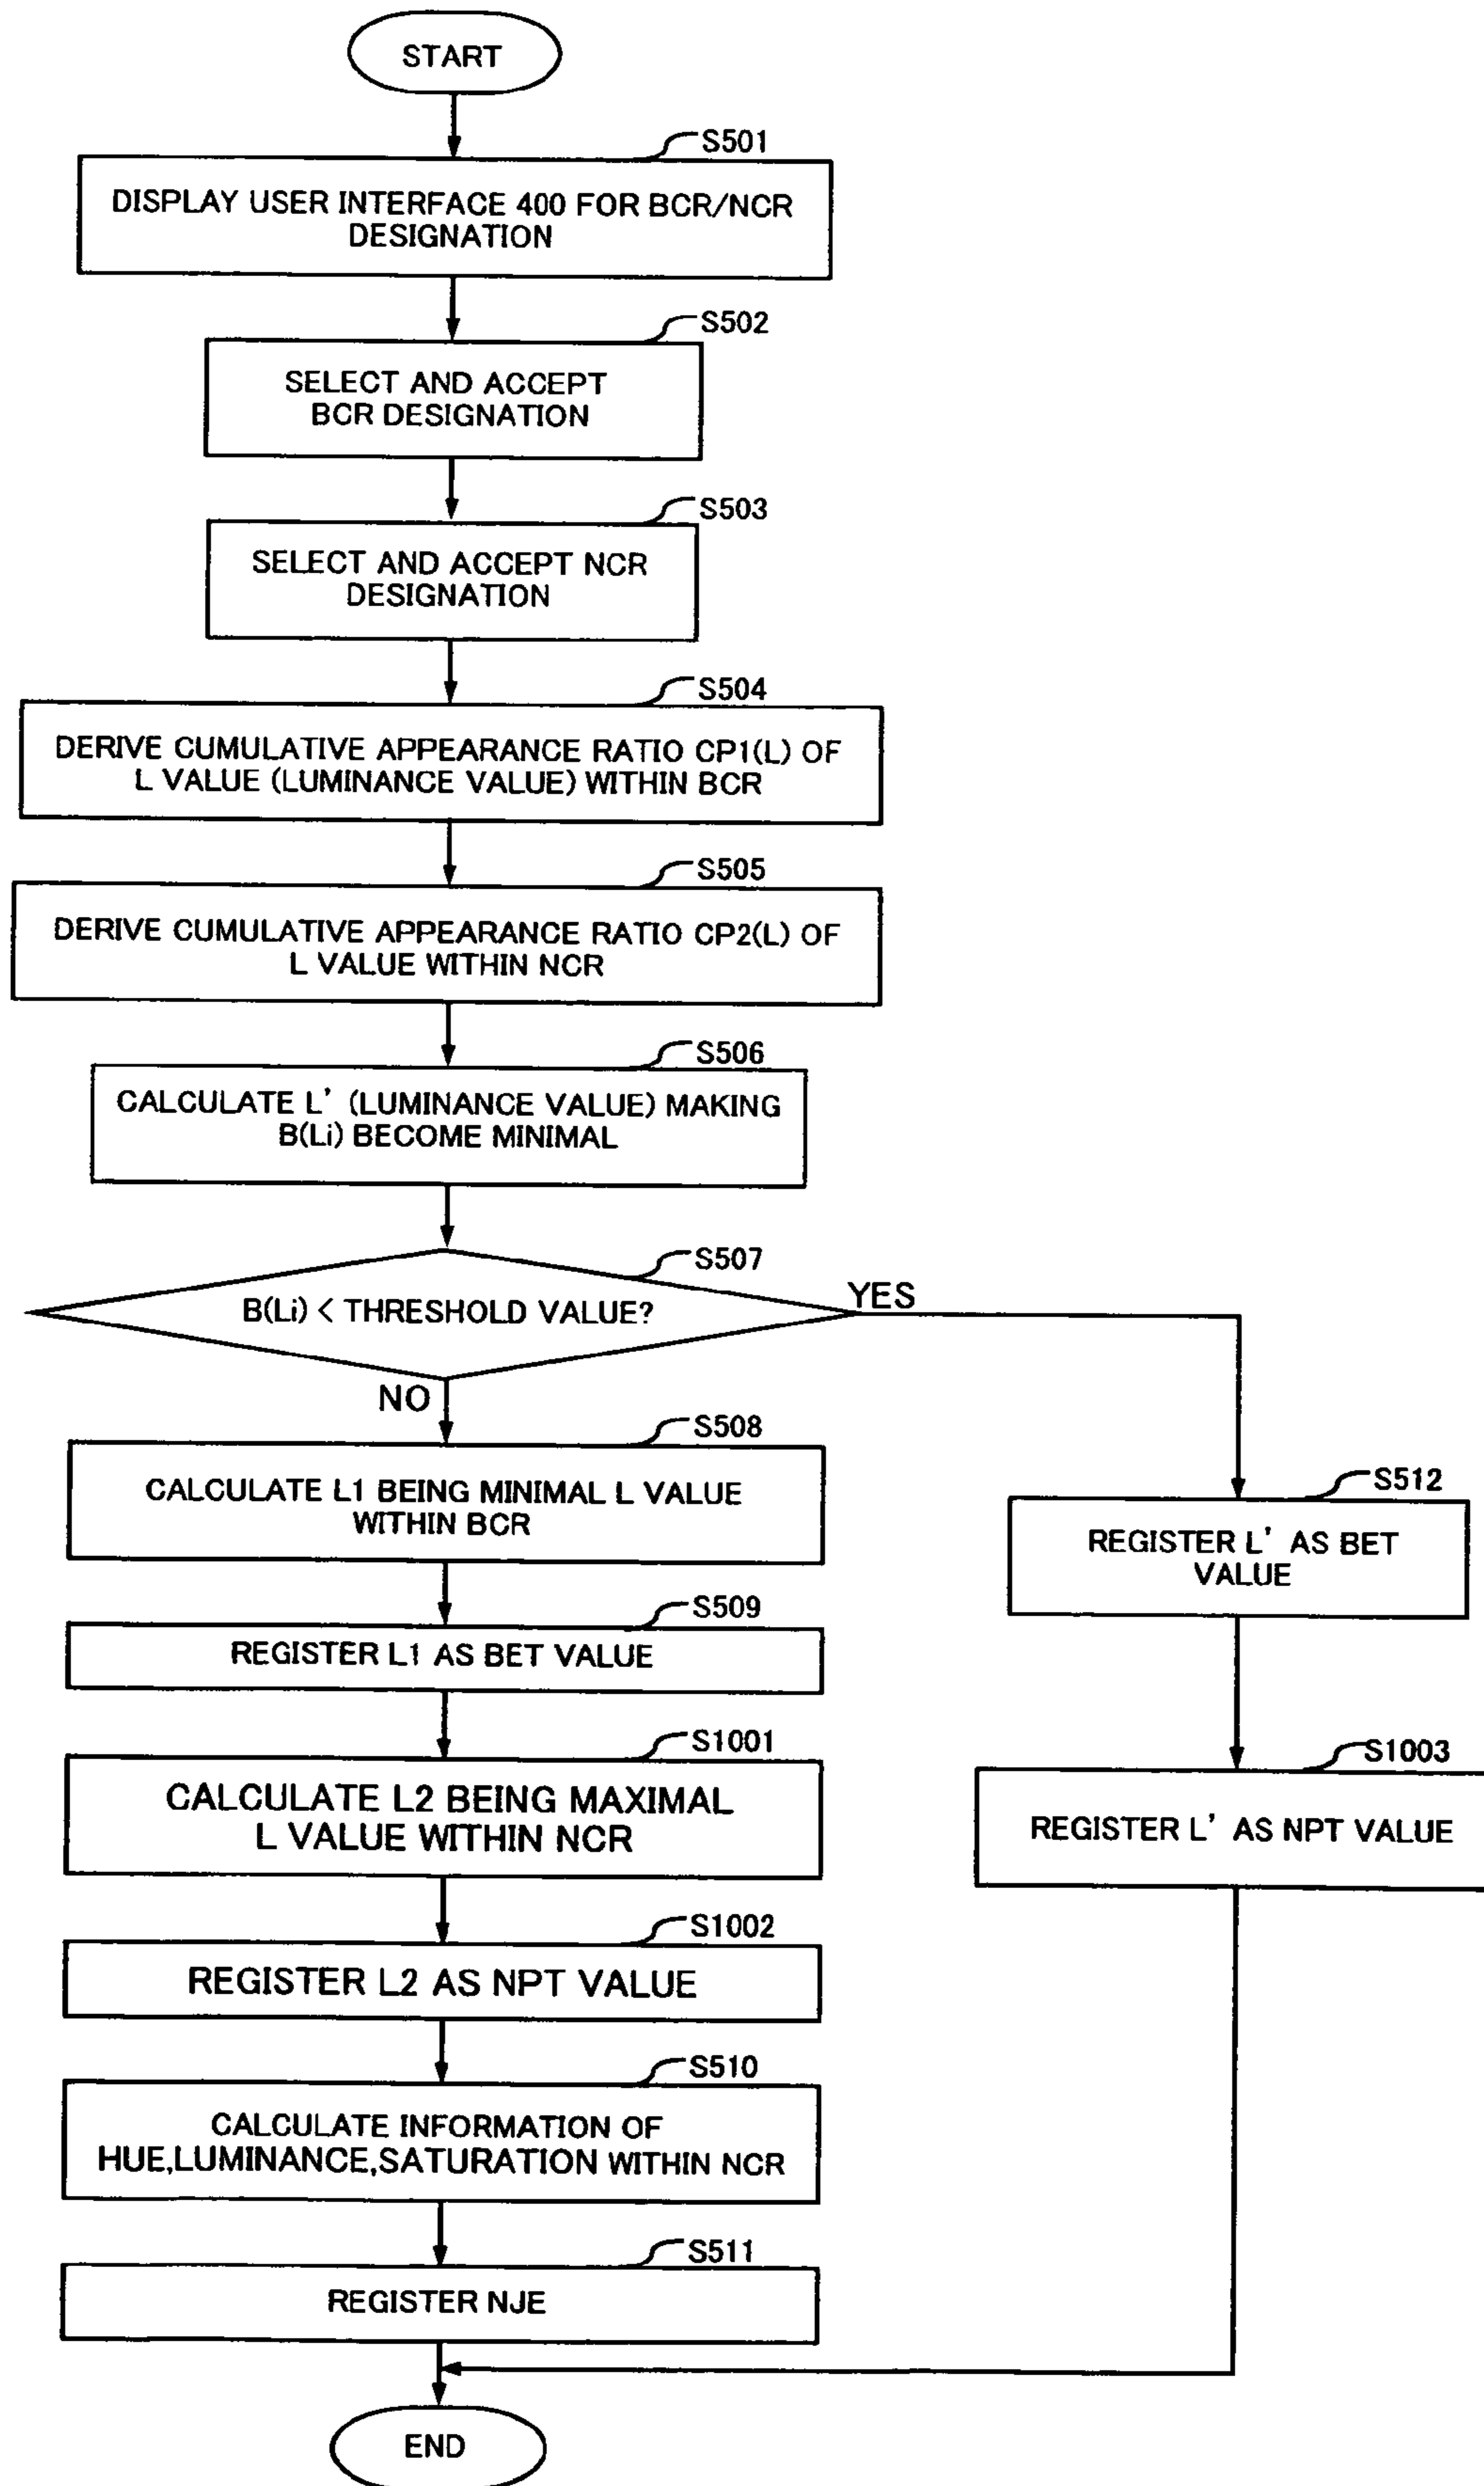 START
S501
DISPLAY USER INTERFACE 400 FOR BCR/NCR
DESIGNATION
S502
SELECT AND ACCEPT
BCR DESIGNATION
S503
SELECT AND ACCEPT NCR
DESIGNATION
S504
DERIVE CUMULATIVE APPEARANCE RATIO CP1(L) OF
L VALUE (LUMINANCE VALUE) WITHIN BCR
S505
DERIVE CUMULATIVE APPEARANCE RATIO CP2(L) OF
L VALUE WITHIN NCR
S506
CALCULATE L' (LUMINANCE VALUE) MAKING
B(Li) BECOME MINIMAL
S507
B(Li) < THRESHOLD VALUE?
YES
NO
S508
CALCULATE L1 BEING MINIMAL L VALUE
WITHIN BCR
S509
REGISTER L1 AS BET VALUE
S1001
CALCULATE L2 BEING MAXIMAL
L VALUE WITHIN NCR
S1002
REGISTER L2 AS NPT VALUE
S510
CALCULATE INFORMATION OF
HUE,LUMINANCE,SATURATION WITHIN NCR
S511
REGISTER NJE
S512
REGISTER L' AS BET
VALUE
S1003
REGISTER L' AS NPT VALUE
END